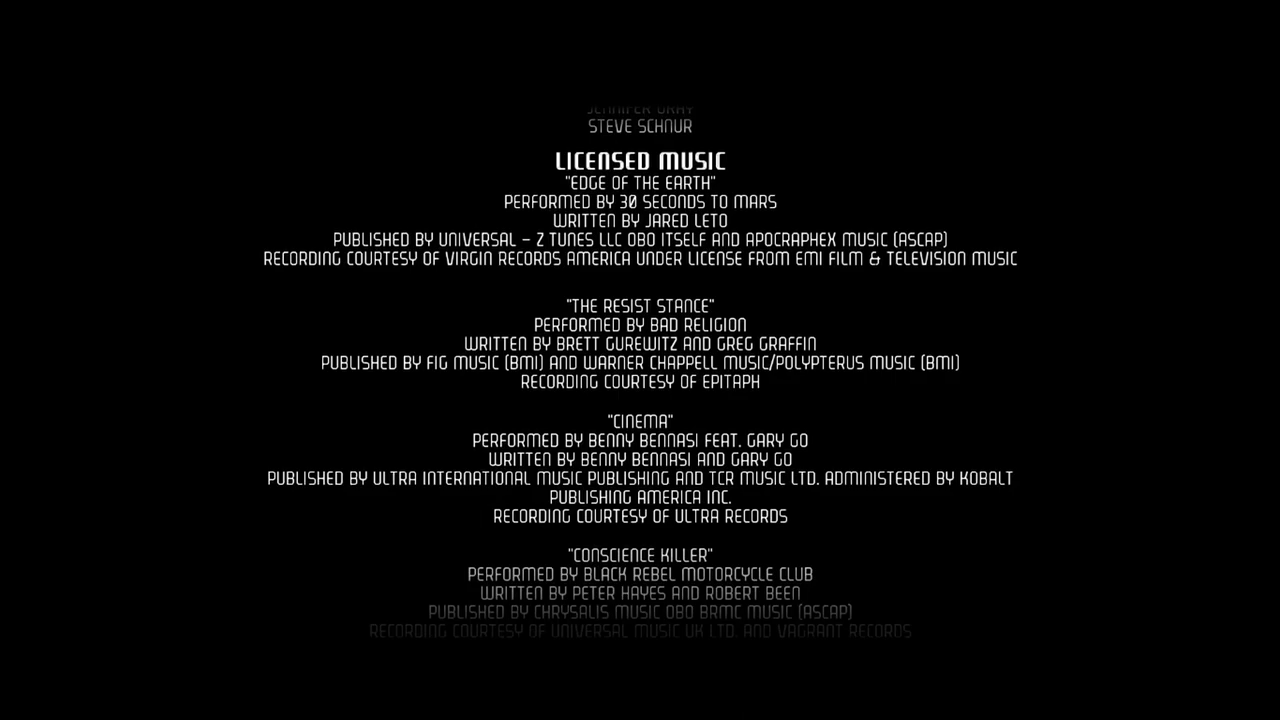 JENNIFER GRAY
STEVE SCHNUR
LICENSED MUSIC
"EDGE OF THE EARTH"
PERFORMED BY 30 SECONDS TO MARS
WRITTEN BY JARED LETO
PUBLISHED BY UNIVERSAL – Z TUNES LLC OBO ITSELF AND APOCRAPHEX MUSIC (ASCAP)
RECORDING COURTESY OF VIRGIN RECORDS AMERICA UNDER LICENSE FROM EMI FILM & TELEVISION MUSIC
"THE RESIST STANCE"
PERFORMED BY BAD RELIGION
WRITTEN BY BRETT GUREWITZ AND GREG GRAFFIN
PUBLISHED BY FIG MUSIC (BMI) AND WARNER CHAPPELL MUSIC/POLYPTERUS MUSIC (BMI)
RECORDING COURTESY OF EPITAPH
"CINEMA"
PERFORMED BY BENNY BENNASI FEAT. GARY GO
WRITTEN BY BENNY BENNASI AND GARY GO
PUBLISHED BY ULTRA INTERNATIONAL MUSIC PUBLISHING AND TCR MUSIC LTD. ADMINISTERED BY KOBALT
PUBLISHING AMERICA INC.
RECORDING COURTESY OF ULTRA RECORDS
"CONSCIENCE KILLER"
PERFORMED BY BLACK REBEL MOTORCYCLE CLUB
WRITTEN BY PETER HAYES AND ROBERT BEEN
PUBLISHED BY CHRYSALIS MUSIC OBO BRMC MUSIC (ASCAP)
RECORDING COURTESY OF UNIVERSAL MUSIC UK LTD. AND VAGRANT RECORDS